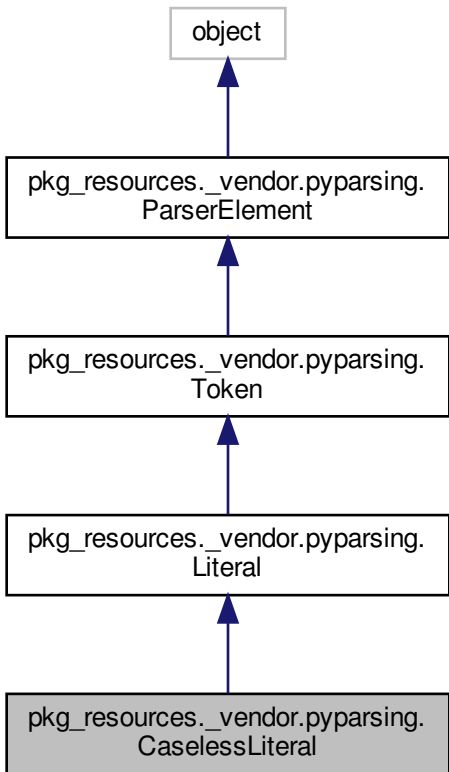 object
pkg_resources._vendor.pyparsing.
ParserElement
pkg_resources._vendor.pyparsing.
Token
pkg_resources._vendor.pyparsing.
Literal
pkg_resources._vendor.pyparsing.
CaselessLiteral